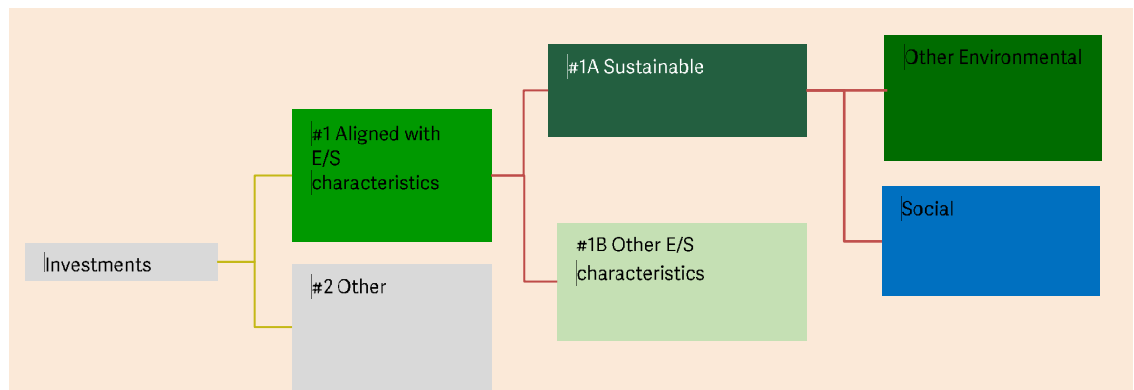 Investments
#1 Aligned with
E/S
characteristics
#2 Other
#1A Sustainable
#1B Other E/S
characteristics
Other Environmental
Social